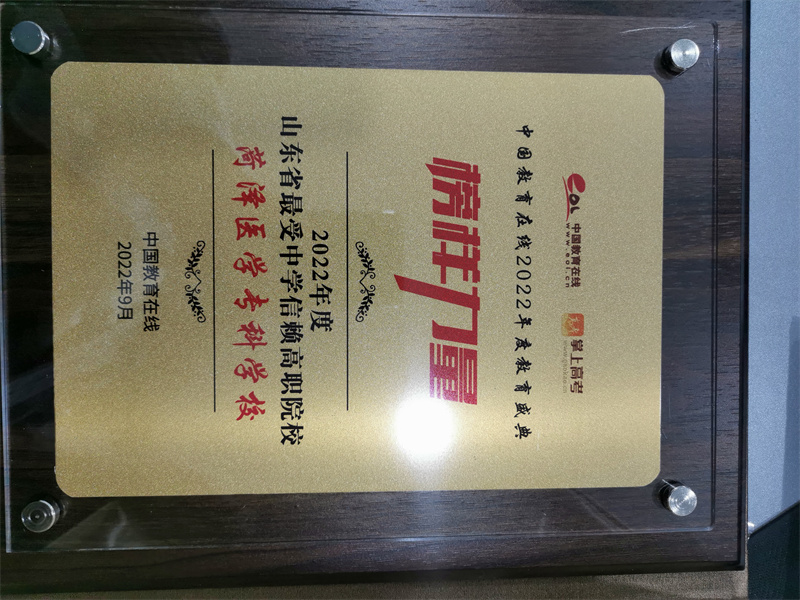 eol 中国教育在线
www.eol.cn
掌上高考
中国教育在线2022年度教育盛典
榜样力量
2022年度
山东省最受中学信赖高职院校
菏泽医学专科学校
中国教育在线
2022年9月